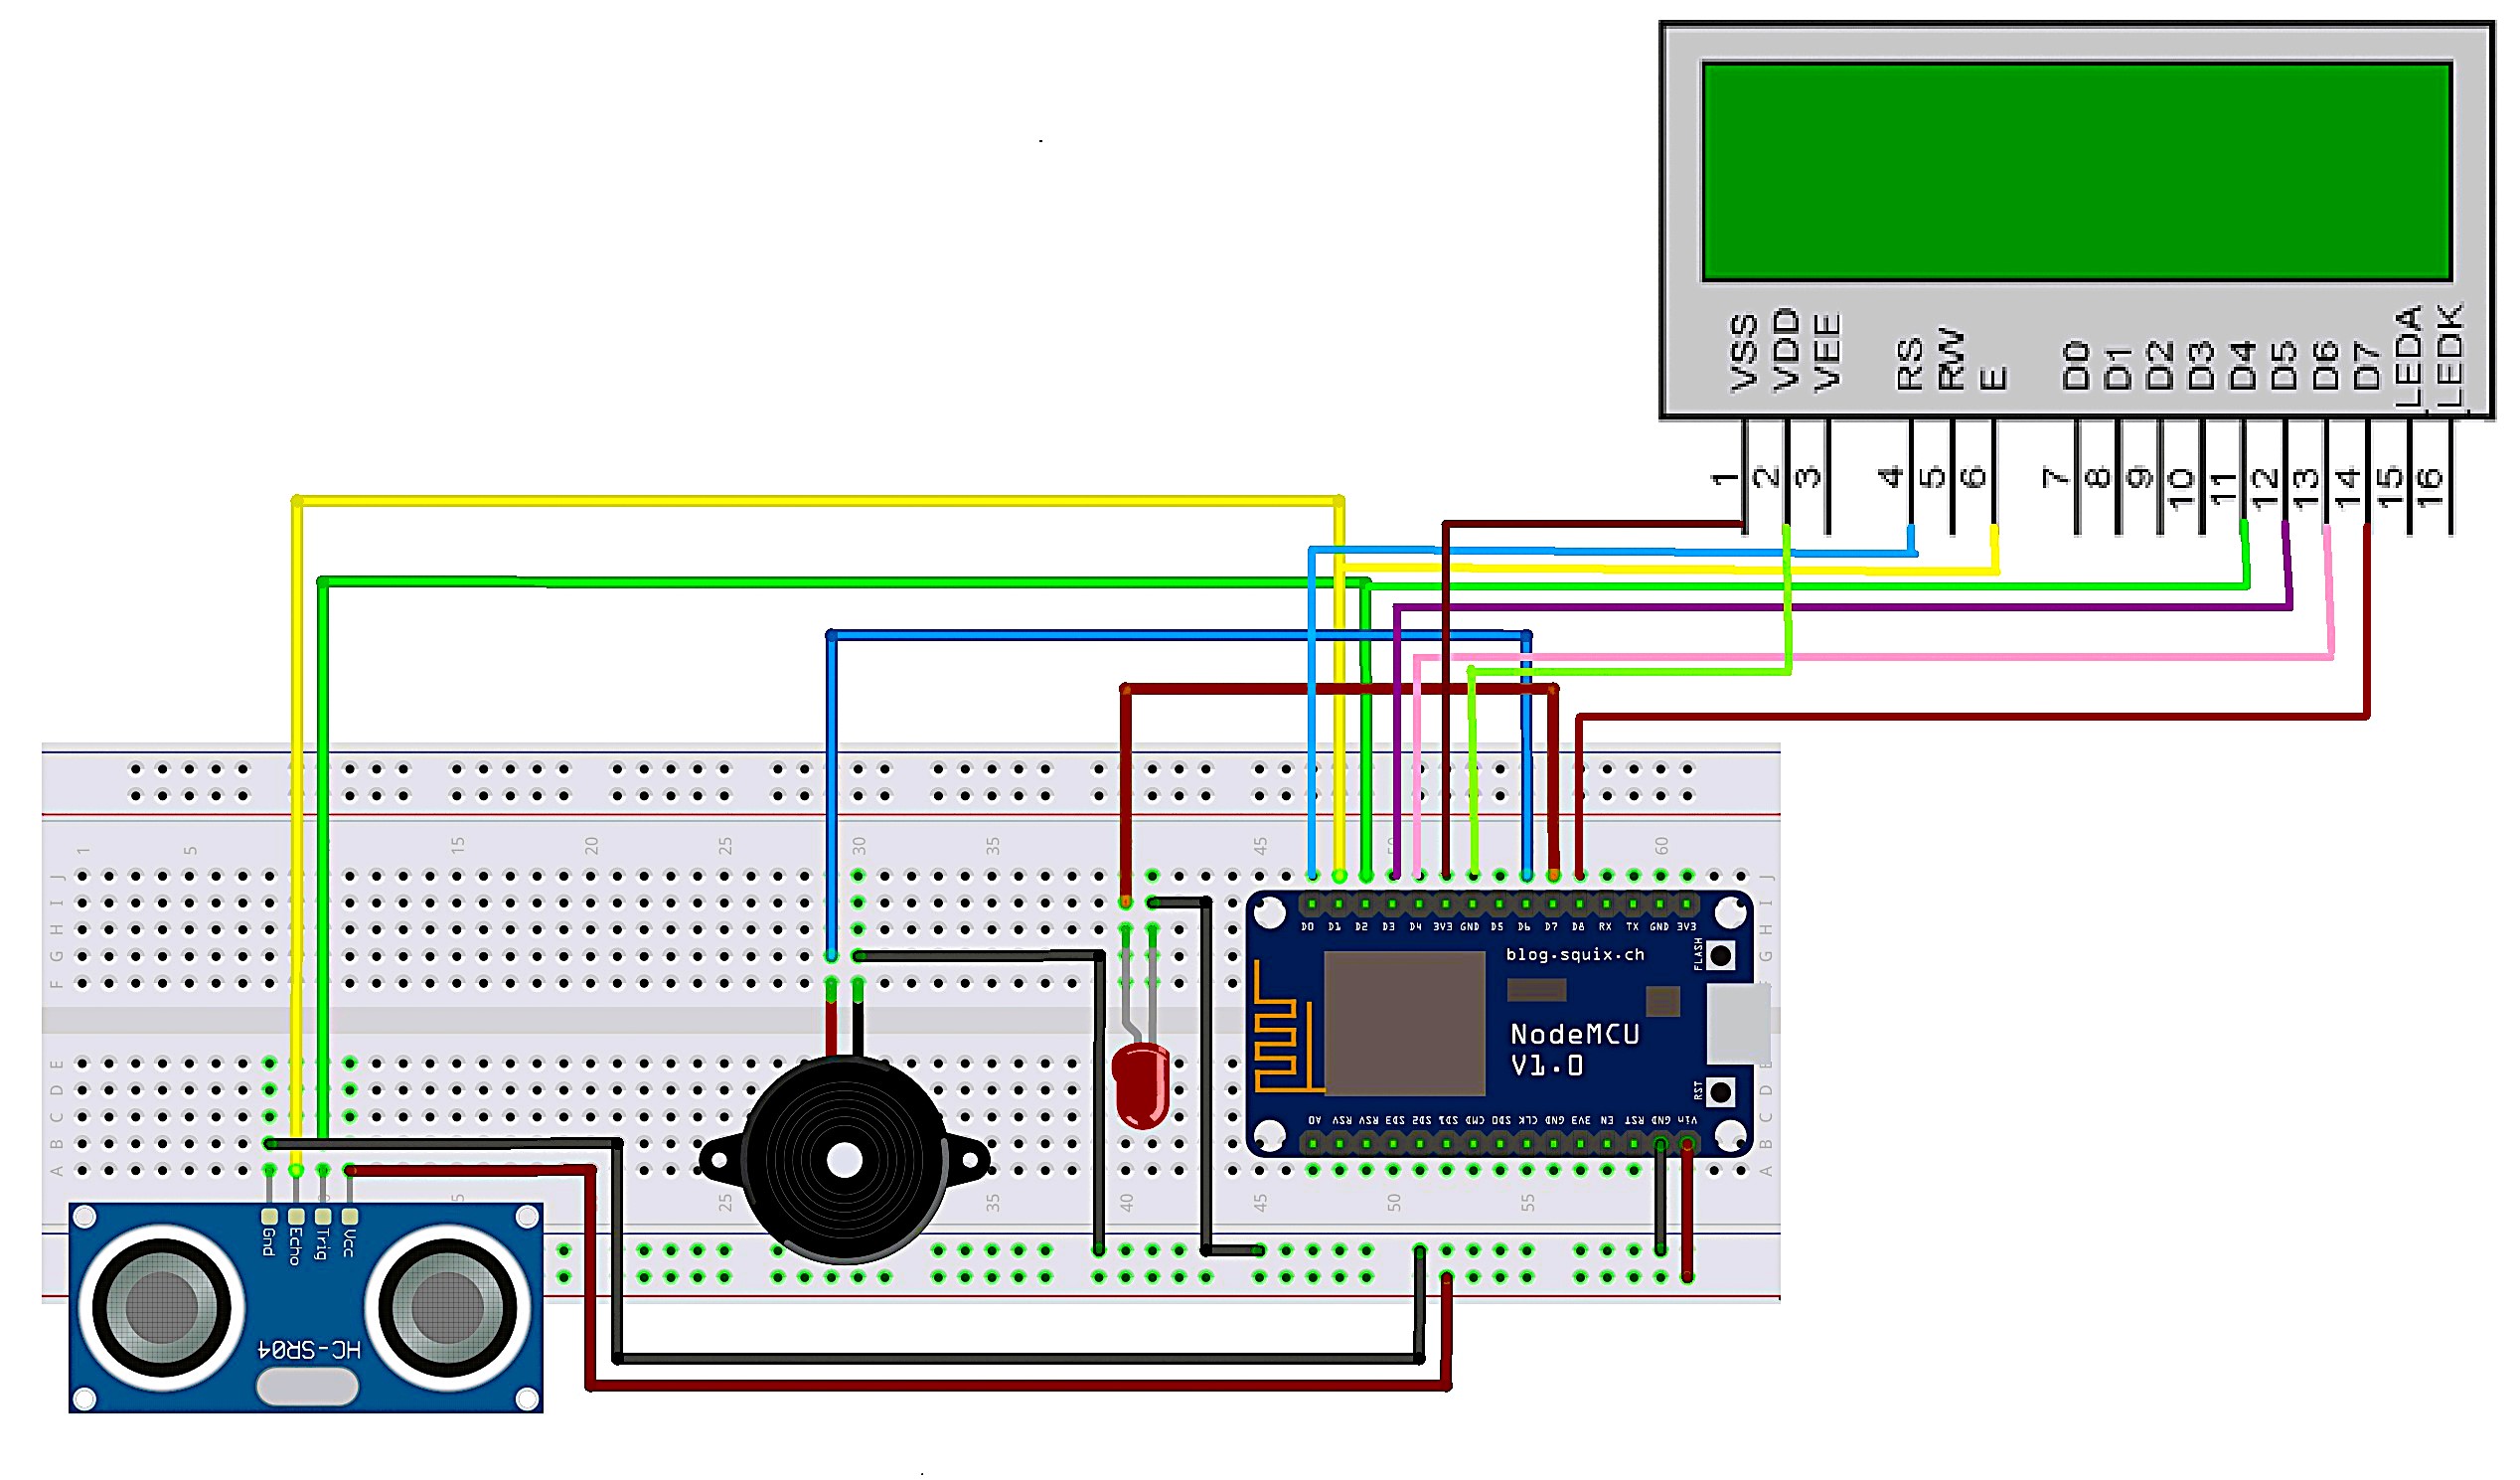 VSS VDD VEE RS RW E D0 D1 D2 D3 D4 D5 D6 D7 LEDA LEDK
1 2 3 4 5 6 7 8 9 10 11 12 13 14 15 16
1 5 15 20 25 30 35 45 50 60
J J
I I
H H
G G
F
E E
D D
C C
B B
A A
D0 D1 D2 D3 D4 3V3 GND D5 D6 D7 D8 RX TX GND 3V3
blog.squix.ch
FLASH
NodeMCU
V1.0
RST
A0 RSV RSV SD3 SD2 SD1 CMD SD0 CLK GND 3V3 EN RST GND Vin
25 35 40 45 50 55
Gnd Echo Trig Vcc
HC-SR04